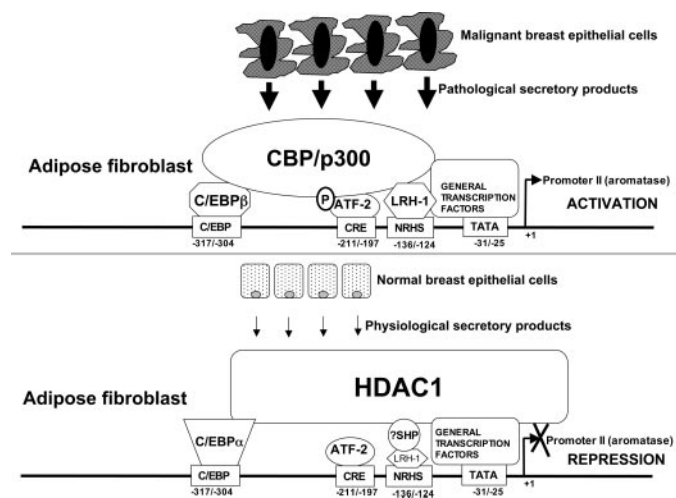 Malignant breast epithelial cells
Pathological secretory products
CBP/p300
Adipose fibroblast
C/EBPβ
P
ATF-2
LRH-1
GENERAL
TRANSCRIPTION
FACTORS
Promoter II (aromatase)
ACTIVATION
C/EBP
CRE
NRHS
TATA
+1
-317/-304
-211/-197
-136/-124
-31/-25
Normal breast epithelial cells
Physiological secretory products
HDAC1
Adipose fibroblast
C/EBPα
ATF-2
?SHP
LRH-1
GENERAL
TRANSCRIPTION
FACTORS
Promoter II (aromatase)
REPRESSION
C/EBP
CRE
NRHS
TATA
+1
-317/-304
-211/-197
-136/-124
-31/-25